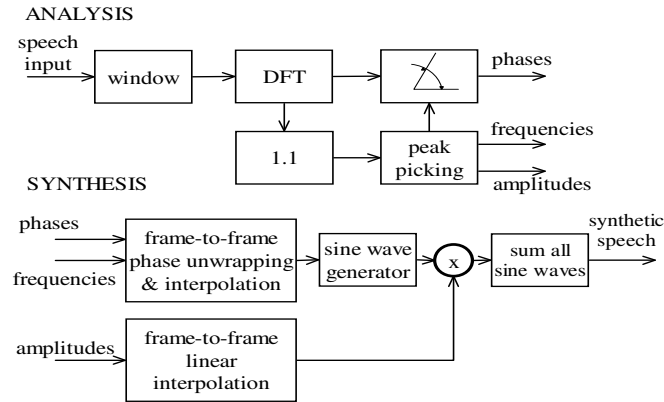 ANALYSIS
speech
input
window
DFT
phases
1.1
peak
picking
frequencies
amplitudes
SYNTHESIS
phases
frequencies
frame-to-frame
phase unwrapping
& interpolation
sine wave
generator
x
sum all
sine waves
synthetic
speech
amplitudes
frame-to-frame
linear
interpolation